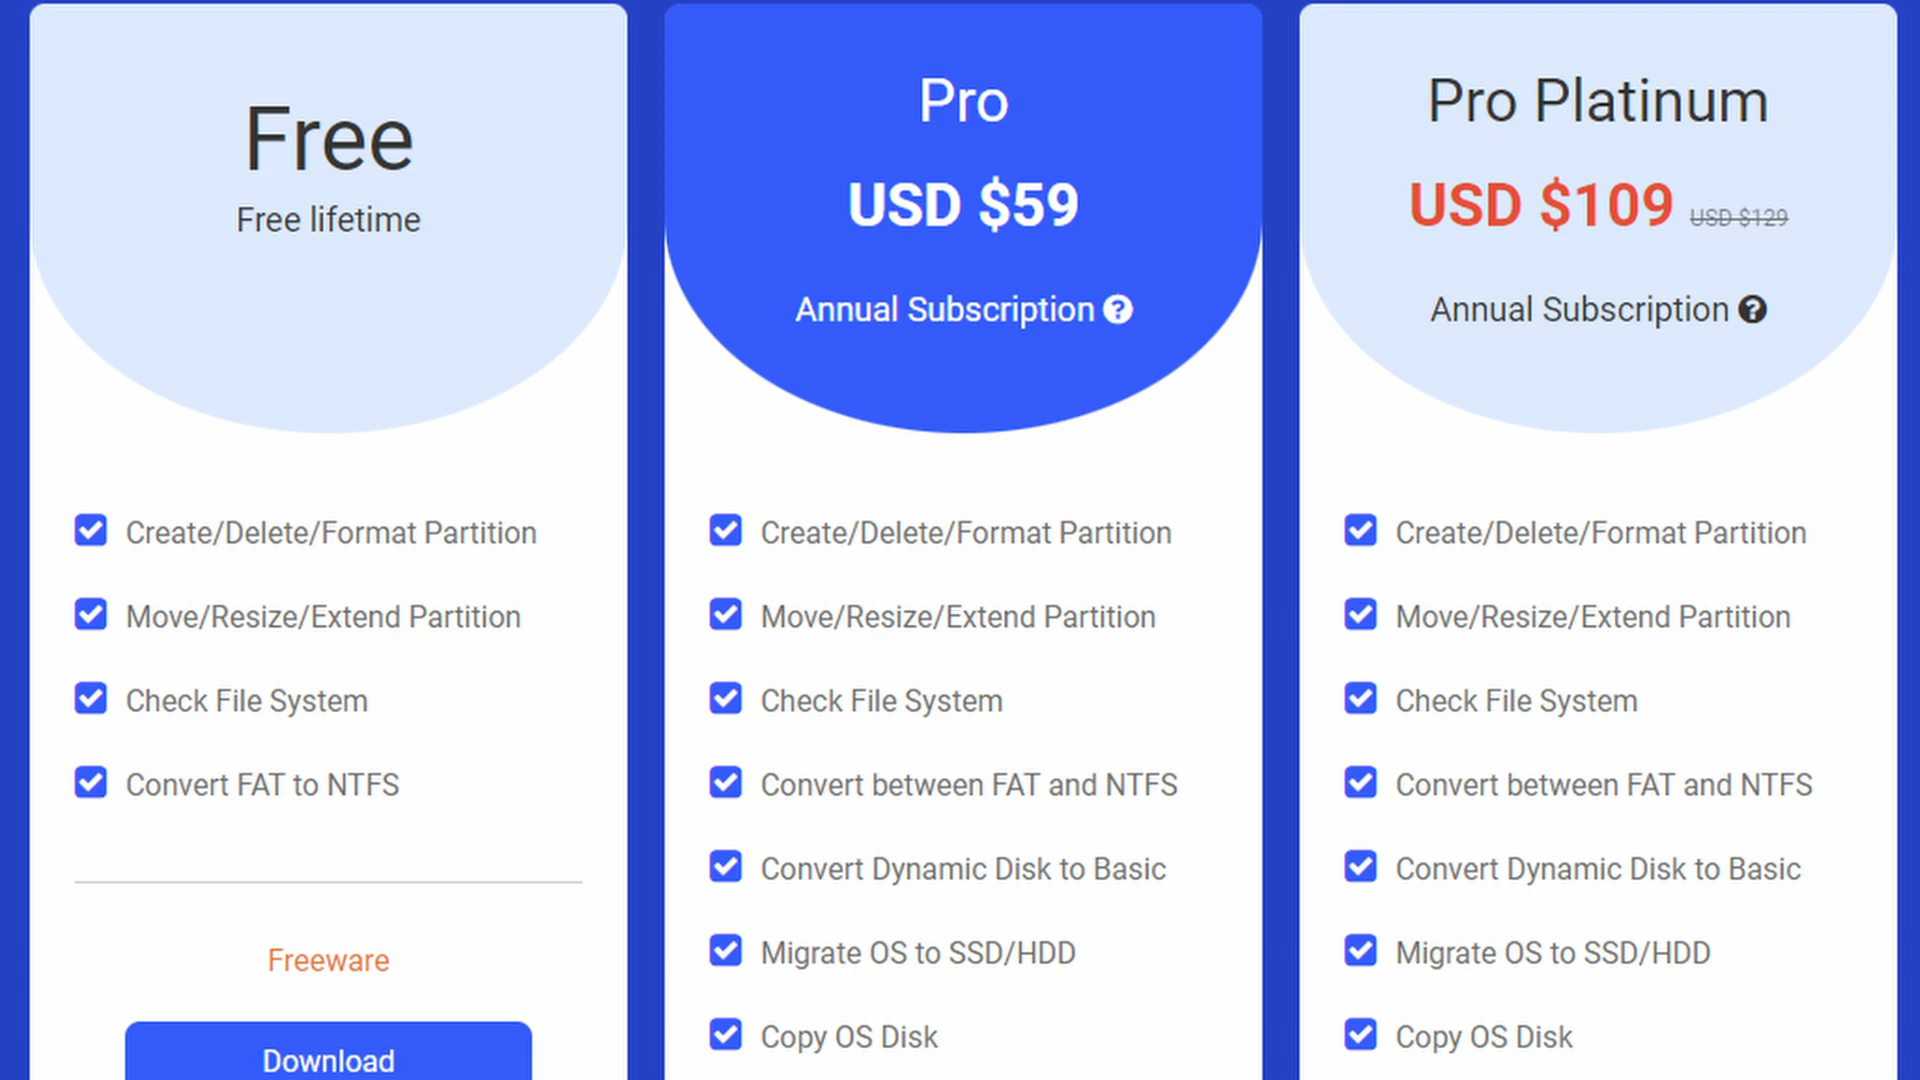 Free
Free lifetime
Create/Delete/Format Partition
Move/Resize/Extend Partition
Check File System
Convert FAT to NTFS
Freeware
Download
Pro
USD $59
Annual Subscription ?
Create/Delete/Format Partition
Move/Resize/Extend Partition
Check File System
Convert between FAT and NTFS
Convert Dynamic Disk to Basic
Migrate OS to SSD/HDD
Copy OS Disk
Pro Platinum
USD $109 USD $129
Annual Subscription ?
Create/Delete/Format Partition
Move/Resize/Extend Partition
Check File System
Convert between FAT and NTFS
Convert Dynamic Disk to Basic
Migrate OS to SSD/HDD
Copy OS Disk